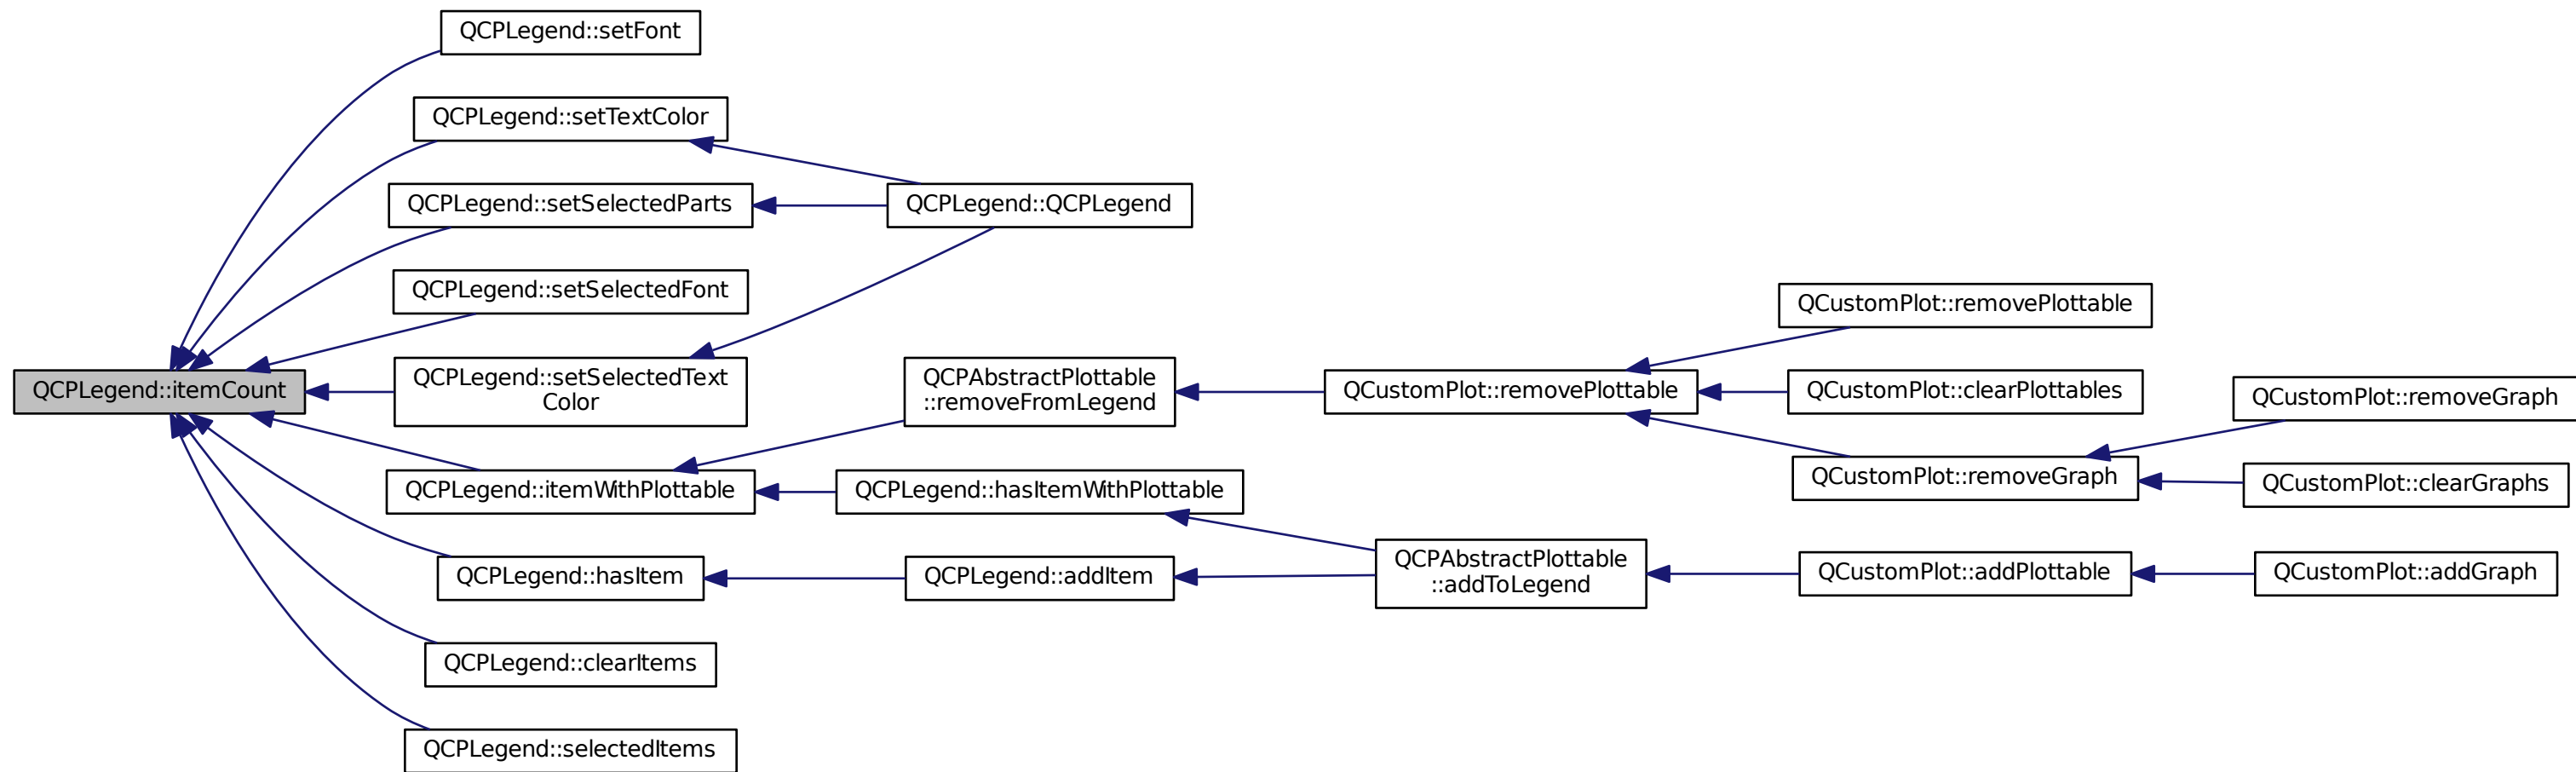 QCPLegend::setFont
QCPLegend::setTextColor
QCPLegend::setSelectedParts
QCPLegend::QCPLegend
QCPLegend::setSelectedFont
QCustomPlot::removePlottable
QCPLegend::itemCount
QCPLegend::setSelectedText
Color
QCPAbstractPlottable
::removeFromLegend
QCustomPlot::removePlottable
QCustomPlot::clearPlottables
QCustomPlot::removeGraph
QCPLegend::itemWithPlottable
QCPLegend::hasItemWithPlottable
QCustomPlot::removeGraph
QCustomPlot::clearGraphs
QCPLegend::hasItem
QCPLegend::addItem
QCPAbstractPlottable
::addToLegend
QCustomPlot::addPlottable
QCustomPlot::addGraph
QCPLegend::clearItems
QCPLegend::selectedItems